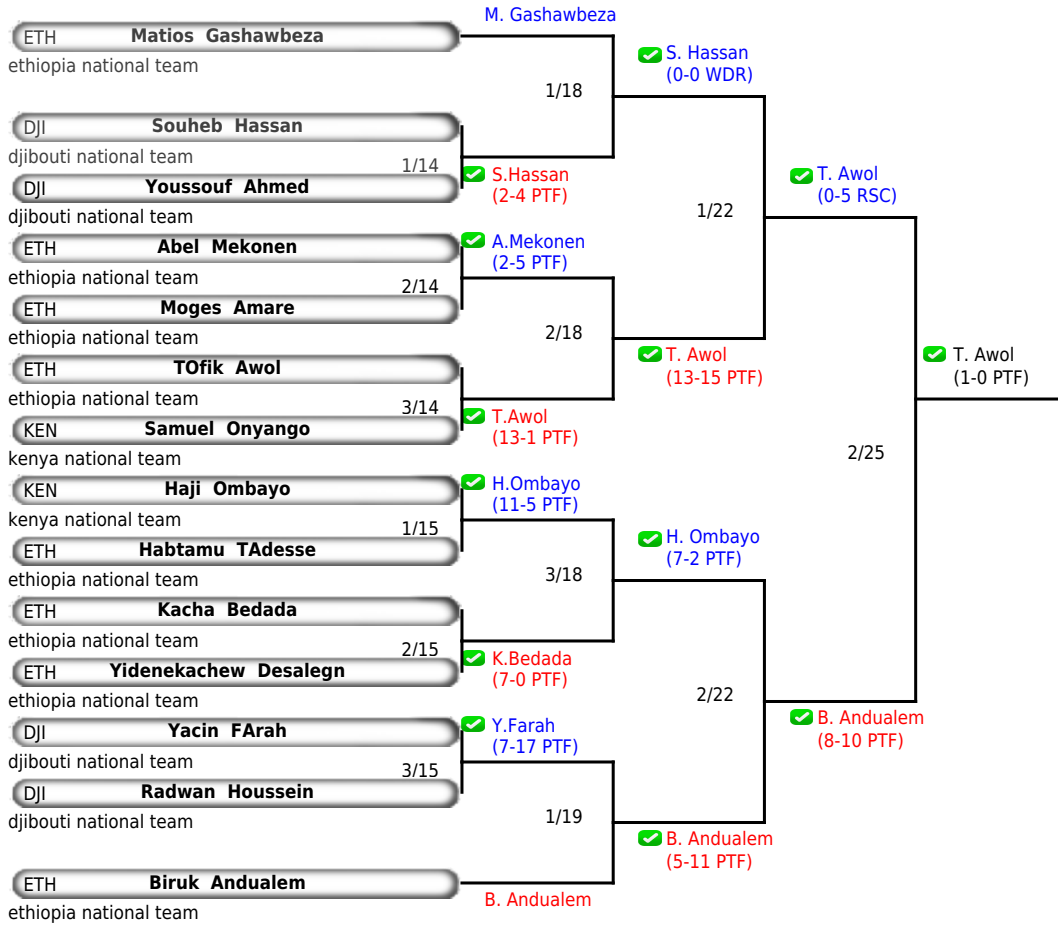 M. Gashawbeza
ETH Matios Gashawbeza
ethiopia national team
S. Hassan
(0-0 WDR)
1/18
DJI Souheb Hassan
djibouti national team
1/14
S.Hassan
(2-4 PTF)
T. Awol
(0-5 RSC)
DJI Youssouf Ahmed
djibouti national team
1/22
ETH Abel Mekonen
ethiopia national team
A.Mekonen
(2-5 PTF)
2/14
ETH Moges Amare
ethiopia national team
2/18
T. Awol
(13-15 PTF)
T. Awol
(1-0 PTF)
ETH TOfik Awol
ethiopia national team
3/14
T.Awol
(13-1 PTF)
KEN Samuel Onyango
kenya national team
2/25
KEN Haji Ombayo
kenya national team
H.Ombayo
(11-5 PTF)
1/15
H. Ombayo
(7-2 PTF)
ETH Habtamu TAdesse
ethiopia national team
3/18
ETH Kacha Bedada
ethiopia national team
2/15
K.Bedada
(7-0 PTF)
ETH Yidenekachew Desalegn
ethiopia national team
2/22
B. Andualem
(8-10 PTF)
DJI Yacin FArah
djibouti national team
Y.Farah
(7-17 PTF)
3/15
DJI Radwan Houssein
djibouti national team
1/19
B. Andualem
(5-11 PTF)
ETH Biruk Andualem
ethiopia national team
B. Andualem